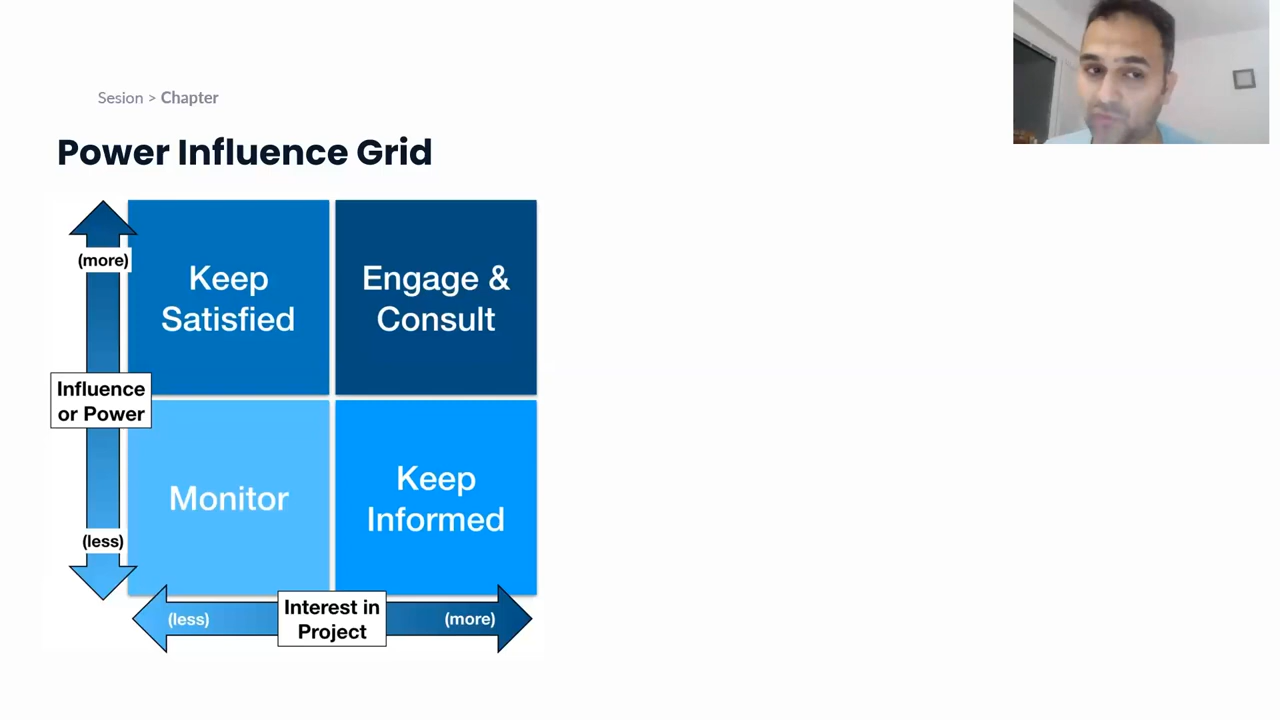 Sesion > Chapter
Power Influence Grid
(more)
Keep
Satisfied
Engage &
Consult
Influence
or Power
Monitor
Keep
Informed
(less)
(less)
Interest in
Project
(more)